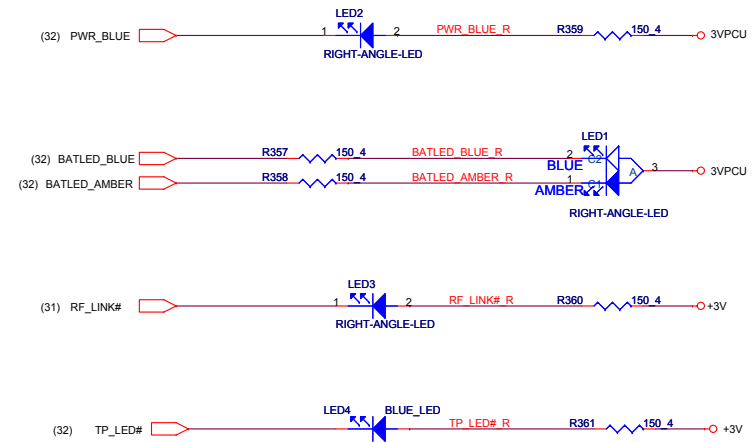 LED2
(32) PWR_BLUE 1 2 PWR_BLUE_R R359 150_4 3VPCU
RIGHT-ANGLE-LED
LED1
(32) BATLED_BLUE R357 150_4 BATLED_BLUE_R 2 C2
BLUE
A 3 3VPCU
(32) BATLED_AMBER R358 150_4 BATLED_AMBER_R 1 C1
AMBER
RIGHT-ANGLE-LED
LED3
(31) RF_LINK# 1 2 RF_LINK#_R R360 150_4 +3V
RIGHT-ANGLE-LED
LED4 BLUE_LED
(32) TP_LED# TP_LED#_R R361 150_4 +3V